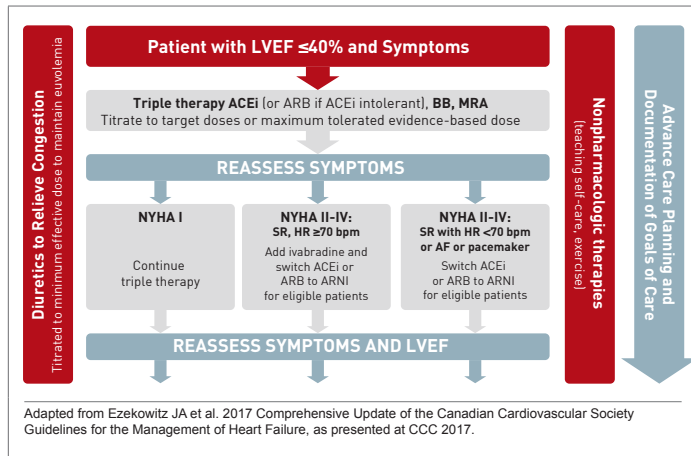 Patient with LVEF ≤40% and Symptoms
Diuretics to Relieve Congestion
Titrated to minimum effective dose to maintain euvolemia
Triple therapy ACEi (or ARB if ACEi intolerant), BB, MRA
Titrate to target doses or maximum tolerated evidence-based dose
REASSESS SYMPTOMS
NYHA I
Continue
triple therapy
NYHA II-IV:
SR, HR ≥70 bpm
Add ivabradine and
switch ACEi or
ARB to ARNI
for eligible patients
NYHA II-IV:
SR with HR <70 bpm
or AF or pacemaker
Switch ACEi
or ARB to ARNI
for eligible patients
REASSESS SYMPTOMS AND LVEF
Nonpharmacologic therapies
(teaching self-care, exercise)
Advance Care Planning and
Documentation of Goals of Care
Adapted from Ezekowitz JA et al. 2017 Comprehensive Update of the Canadian Cardiovascular Society
Guidelines for the Management of Heart Failure, as presented at CCC 2017.